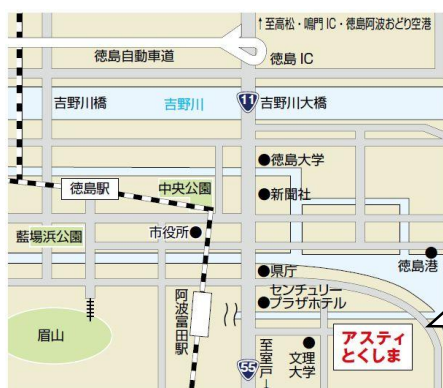 ↑至高松・鳴門IC・徳島阿波おどり空港
徳島自動車道
徳島IC
吉野川橋
吉野川
11
吉野川大橋
徳島大学
徳島駅
中央公園
新聞社
藍場浜公園
市役所
徳島港
県庁
センチュリー
プラザホテル
阿波富田駅
眉山
アスティ
とくしま
至室戸↓
文理
大学
55